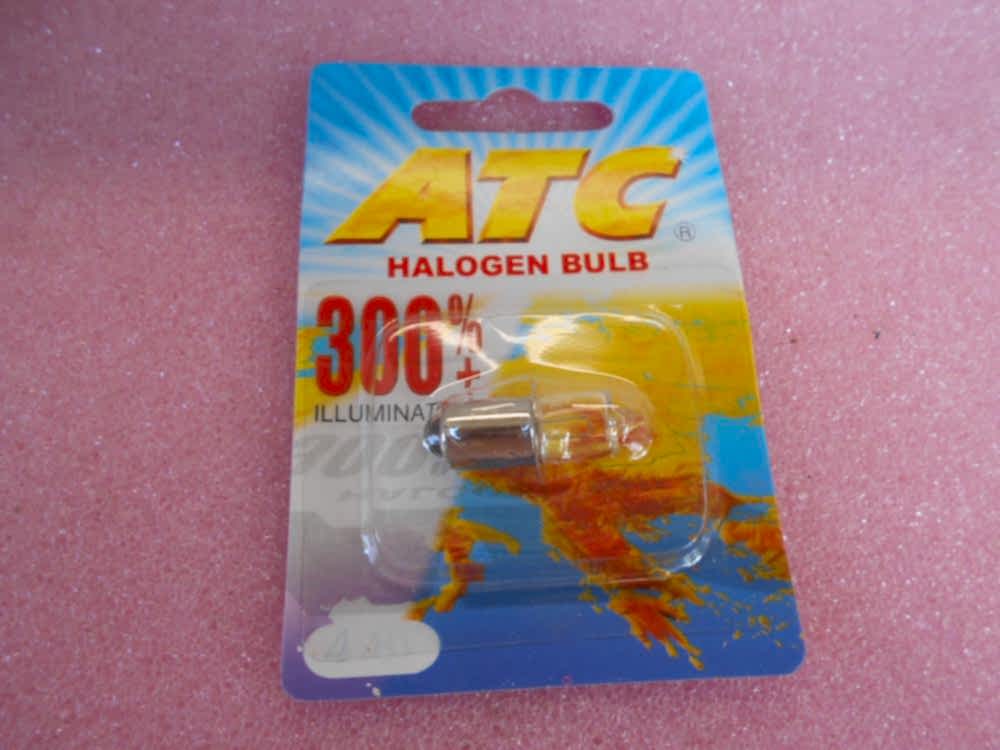 ATC
®
HALOGEN BULB
300%+